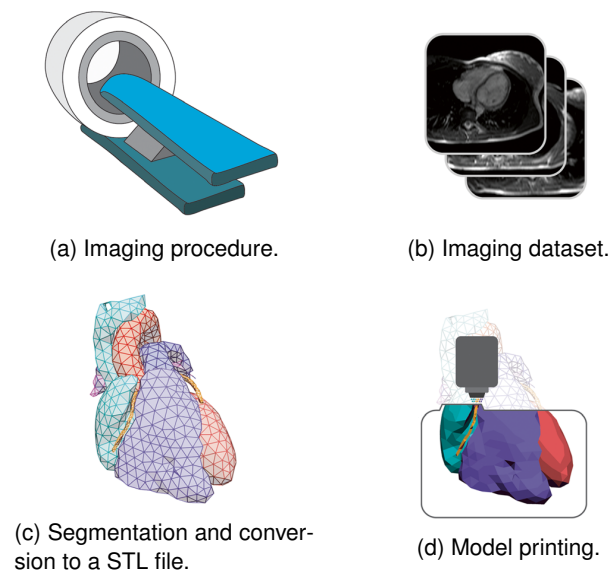 (a) Imaging procedure.
(b) Imaging dataset.
(c) Segmentation and conver-
sion to a STL file.
(d) Model printing.